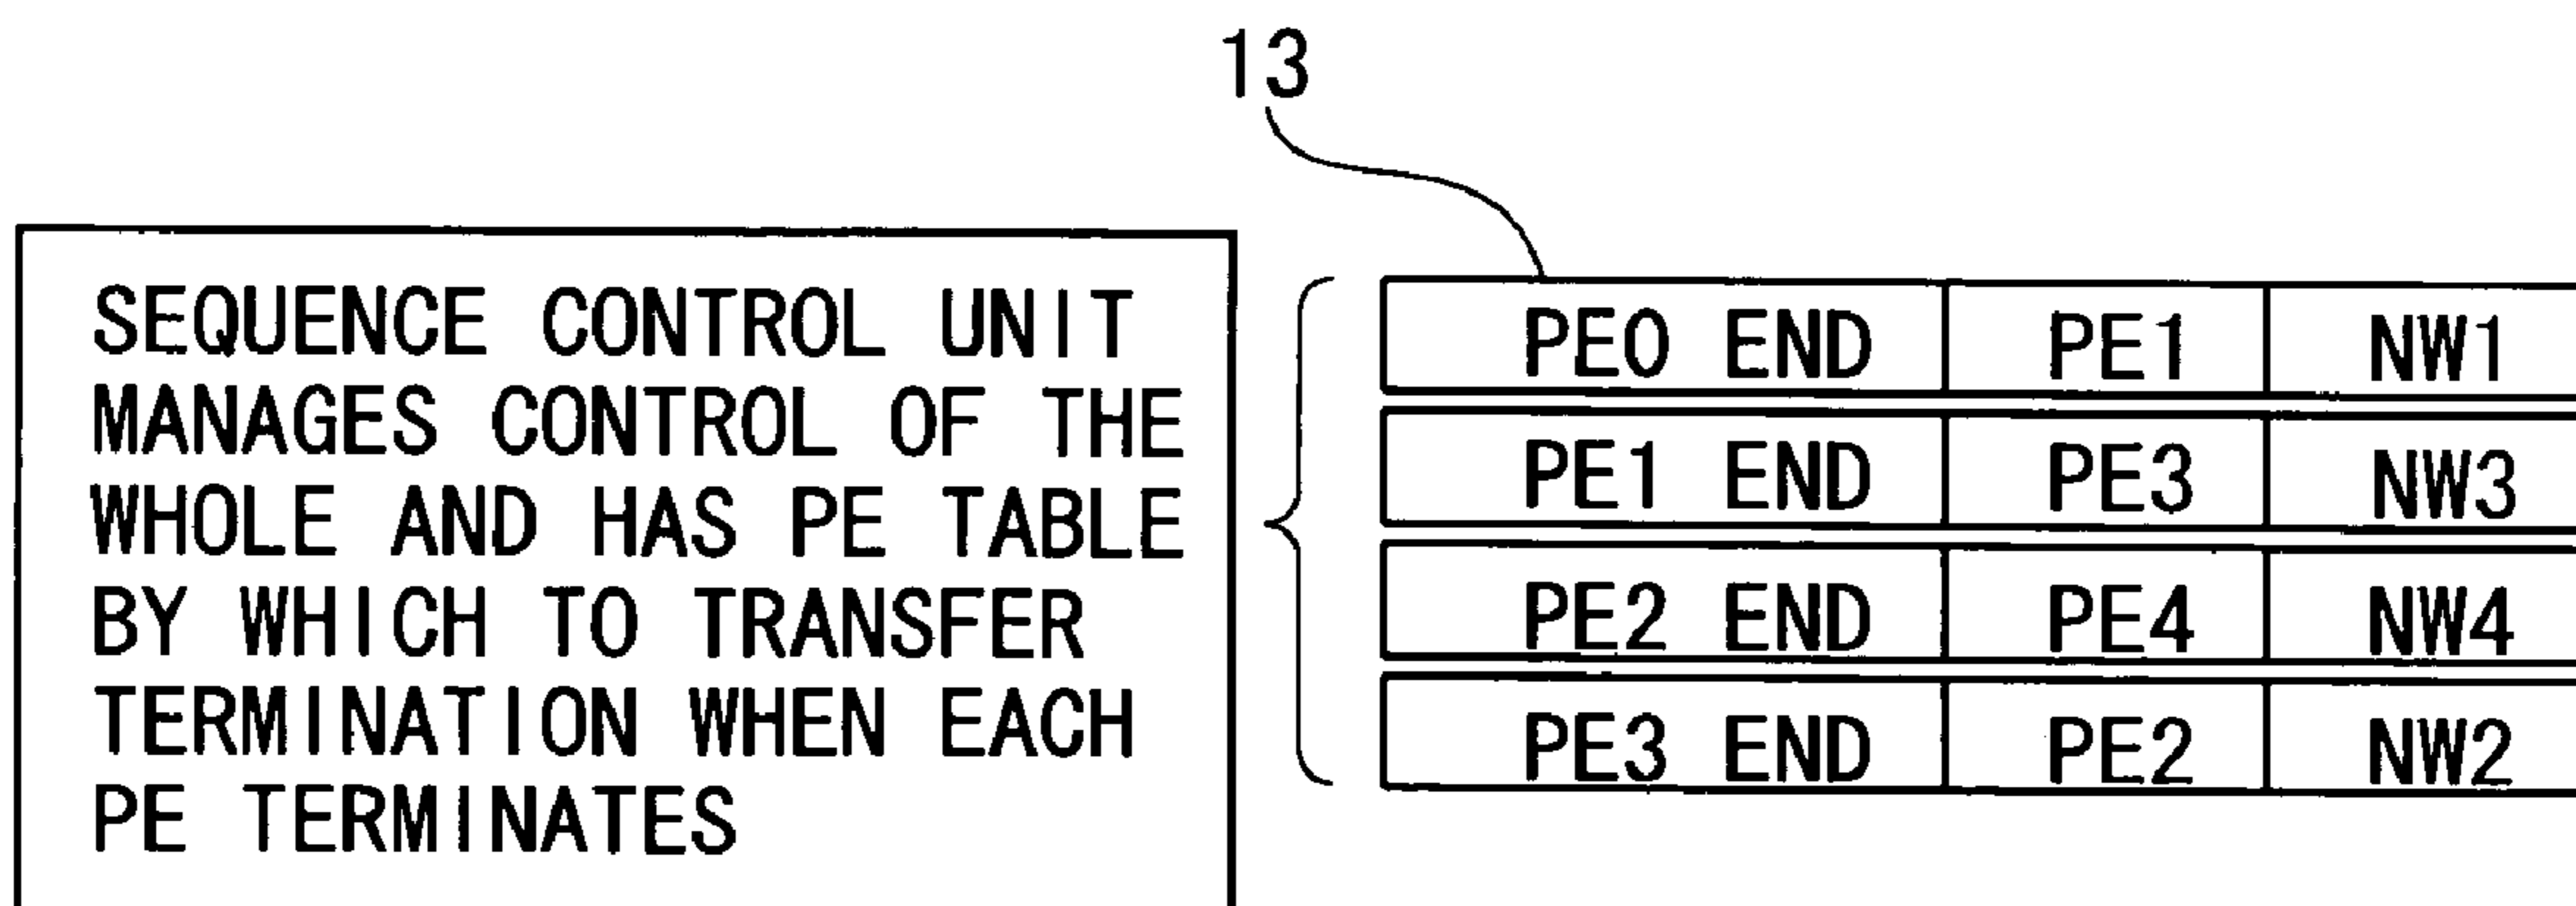 13
SEQUENCE CONTROL UNIT
MANAGES CONTROL OF THE
WHOLE AND HAS PE TABLE
BY WHICH TO TRANSFER
TERMINATION WHEN EACH
PE TERMINATES
PE0 END PE1 NW1
PE1 END PE3 NW3
PE2 END PE4 NW4
PE3 END PE2 NW2